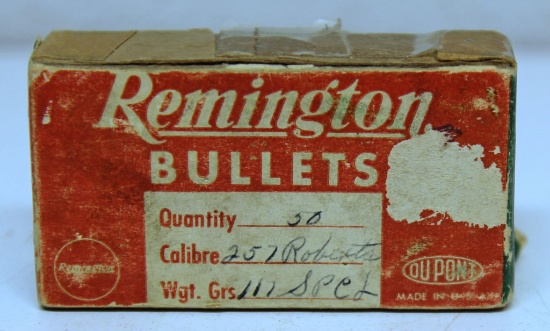 Remington
BULLETS
Quantity 50
Calibre 257 Roberts
Wgt. Grs 117 SPCL
Remington
DU PONT
MADE IN U.S.A.